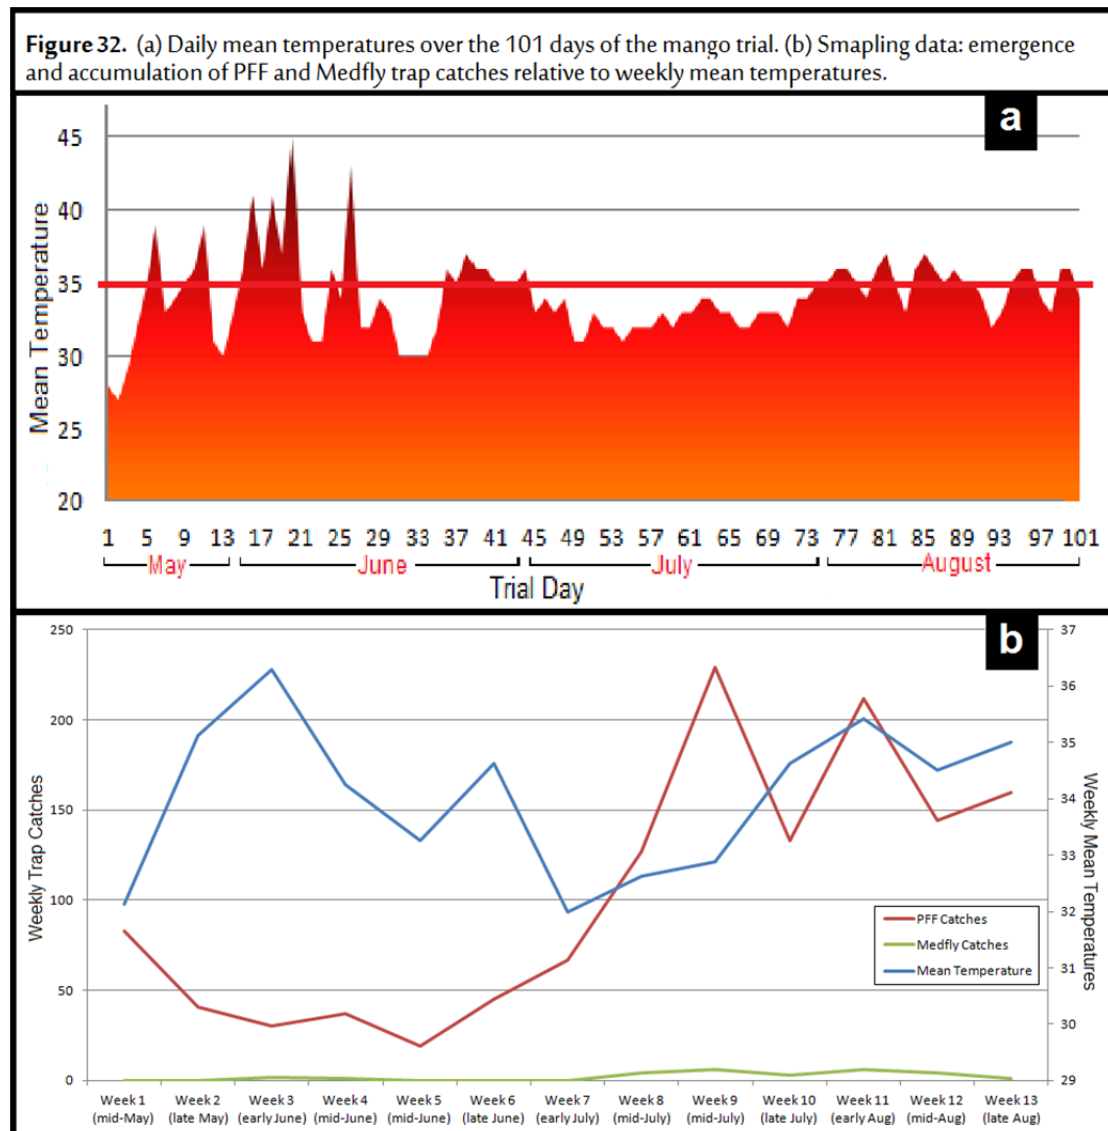 Figure 32. (a) Daily mean temperatures over the 101 days of the mango trial. (b) Smapling data: emergence
and accumulation of PFF and Medfly trap catches relative to weekly mean temperatures.
a
Mean Temperature
45
40
35
30
25
20
1 5 9 13 17 21 25 29 33 37 41 45 49 53 57 61 65 69 73 77 81 85 89 93 97 101
May June July August
Trial Day
b
Weekly Trap Catches
250
200
150
100
50
0
37
36
35
34
33
32
31
30
29
Weekly Mean Temperatures
PFF Catches
Medfly Catches
Mean Temperature
Week 1 Week 2 Week 3 Week 4 Week 5 Week 6 Week 7 Week 8 Week 9 Week 10 Week 11 Week 12 Week 13
(mid-May) (late May) (early June) (mid-June) (mid-June) (late June) (early July) (mid-July) (mid-July) (late July) (early Aug) (mid-Aug) (late Aug)